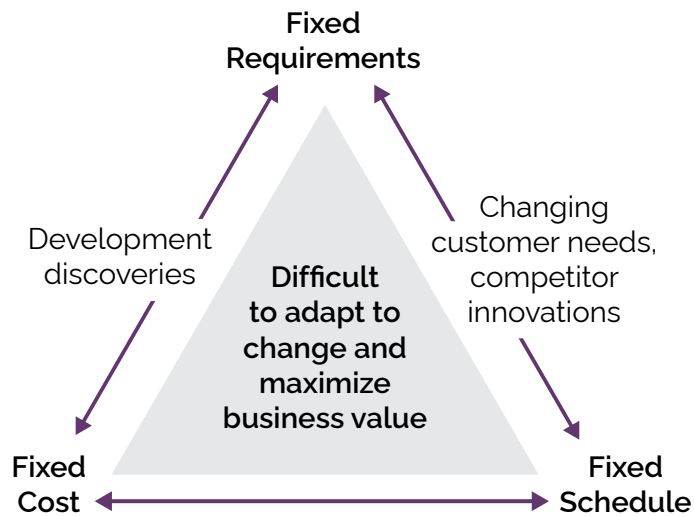 Fixed
Requirements
Development
discoveries
Changing
customer needs,
competitor
innovations
Difficult
to adapt to
change and
maximize
business value
Fixed
Cost
Fixed
Schedule